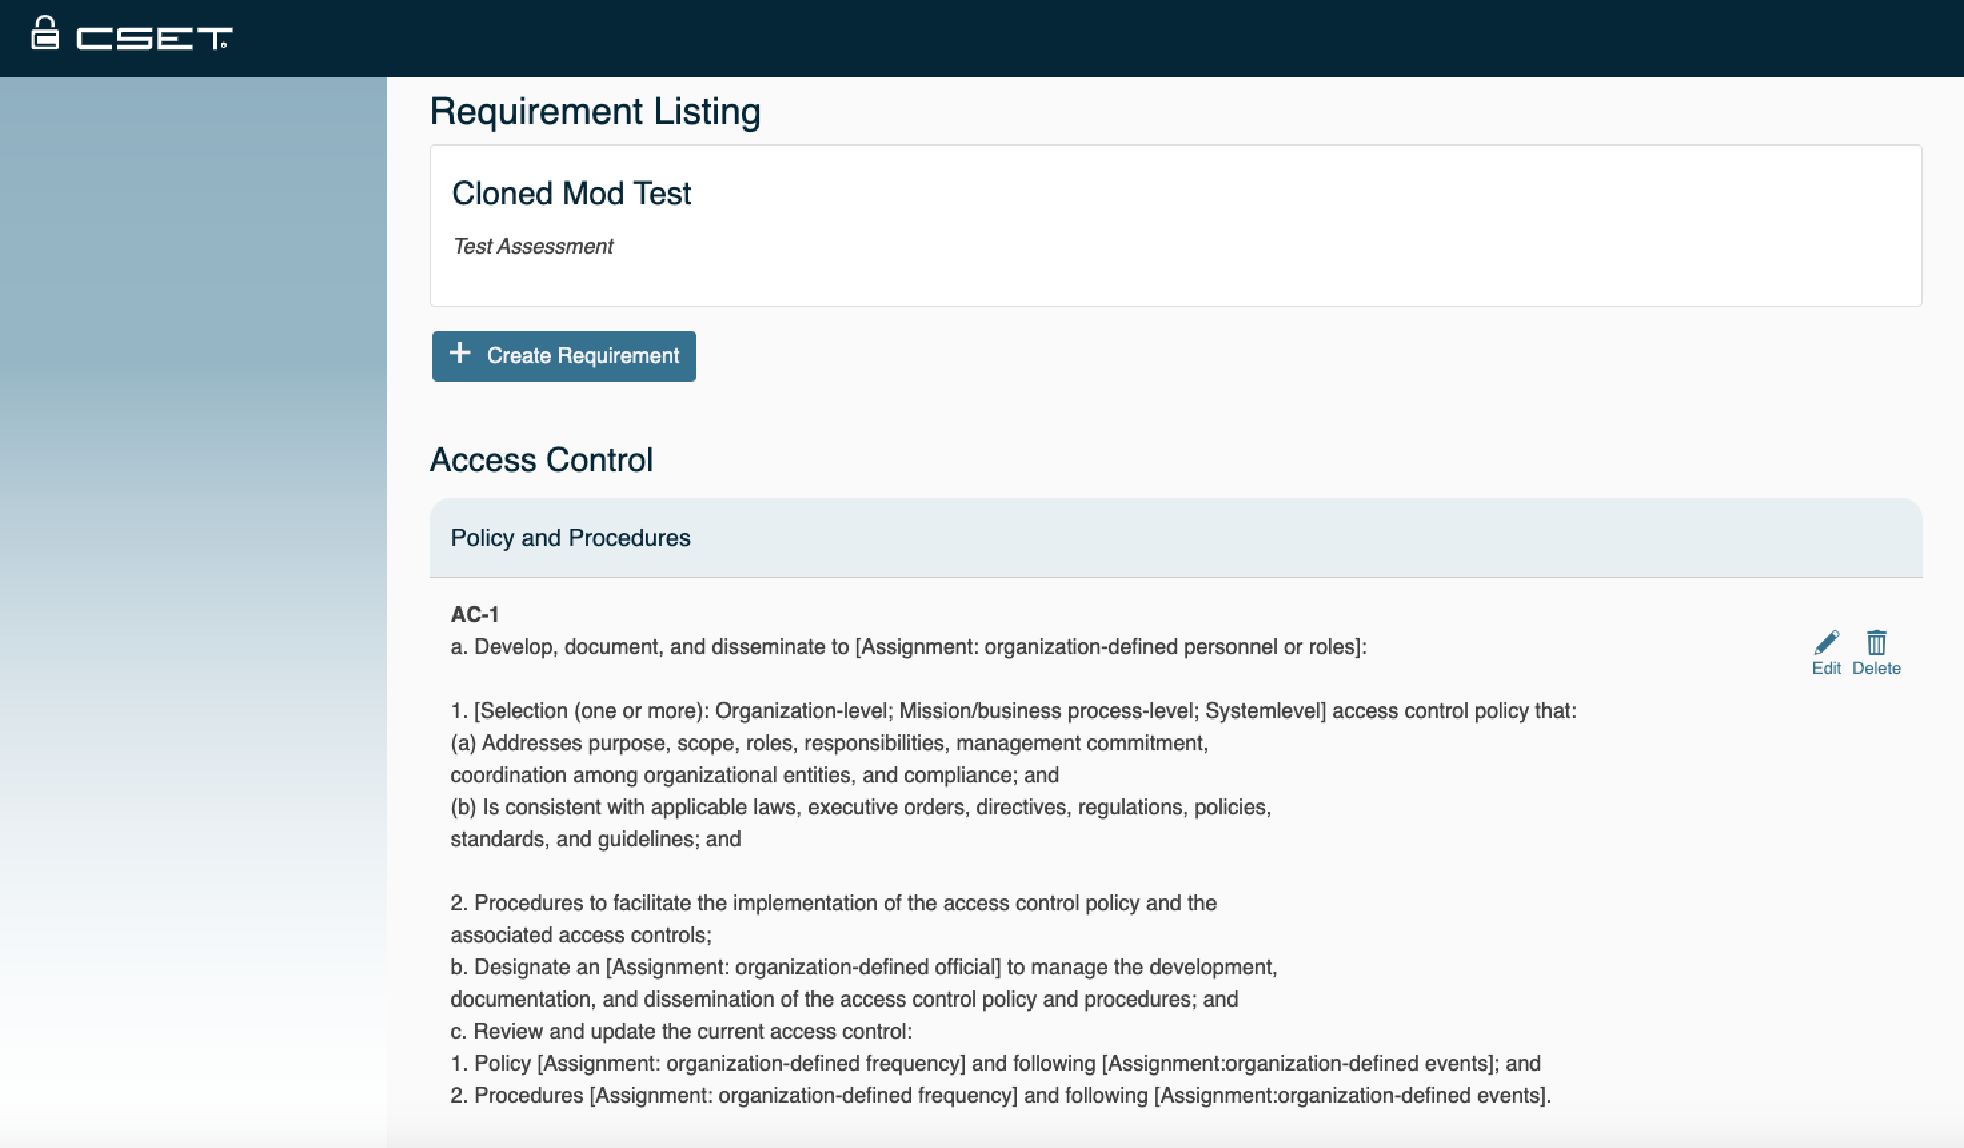 CSET
Requirement Listing
Cloned Mod Test
Test Assessment
+ Create Requirement
Access Control
Policy and Procedures
AC-1
a. Develop, document, and disseminate to [Assignment: organization-defined personnel or roles]:
Edit Delete
1. [Selection (one or more): Organization-level; Mission/business process-level; Systemlevel] access control policy that:
(a) Addresses purpose, scope, roles, responsibilities, management commitment,
coordination among organizational entities, and compliance; and
(b) Is consistent with applicable laws, executive orders, directives, regulations, policies,
standards, and guidelines; and
2. Procedures to facilitate the implementation of the access control policy and the
associated access controls;
b. Designate an [Assignment: organization-defined official] to manage the development,
documentation, and dissemination of the access control policy and procedures; and
c. Review and update the current access control:
1. Policy [Assignment: organization-defined frequency] and following [Assignment:organization-defined events]; and
2. Procedures [Assignment: organization-defined frequency] and following [Assignment:organization-defined events].